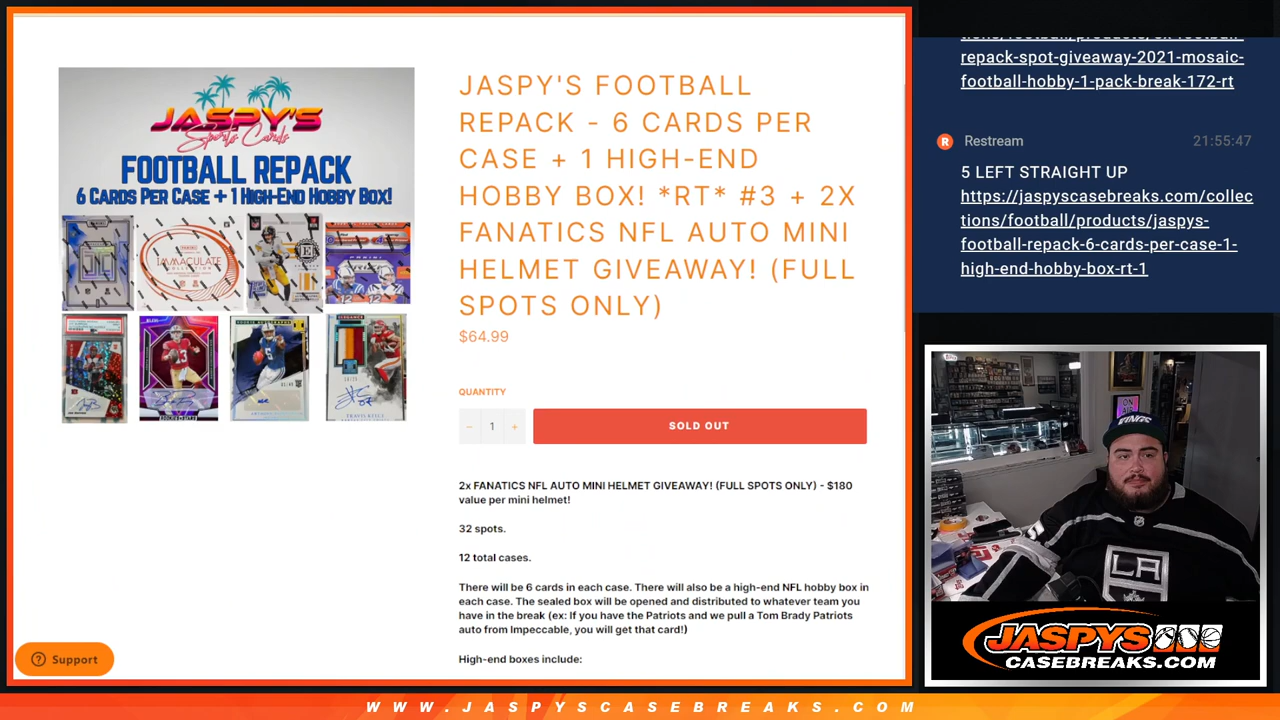 JASPY'S
Sports Cards
FOOTBALL REPACK
6 CARDS PER CASE + 1 HIGH-END HOBBY BOX!
IMMACULATE
COLLECTION
JASPY'S FOOTBALL
REPACK - 6 CARDS PER
CASE + 1 HIGH-END
HOBBY BOX! *RT* #3 + 2X
FANATICS NFL AUTO MINI
HELMET GIVEAWAY! (FULL
SPOTS ONLY)
$64.99
QUANTITY
− 1 +
SOLD OUT
2x FANATICS NFL AUTO MINI HELMET GIVEAWAY! (FULL SPOTS ONLY) - $180
value per mini helmet!
32 spots.
12 total cases.
There will be 6 cards in each case. There will also be a high-end NFL hobby box in
each case. The sealed box will be opened and distributed to whatever team you
have in the break (ex: If you have the Patriots and we pull a Tom Brady Patriots
auto from Impeccable, you will get that card!)
High-end boxes include:
Support
repack-spot-giveaway-2021-mosaic-
football-hobby-1-pack-break-172-rt
Restream 21:55:47
5 LEFT STRAIGHT UP
https://jaspyscasebreaks.com/collec
tions/football/products/jaspys-
football-repack-6-cards-per-case-1-
high-end-hobby-box-rt-1
ON AIR
KINGS
LA
JASPYS
CASEBREAKS.COM
WWW.JASPYSCASEBREAKS.COM